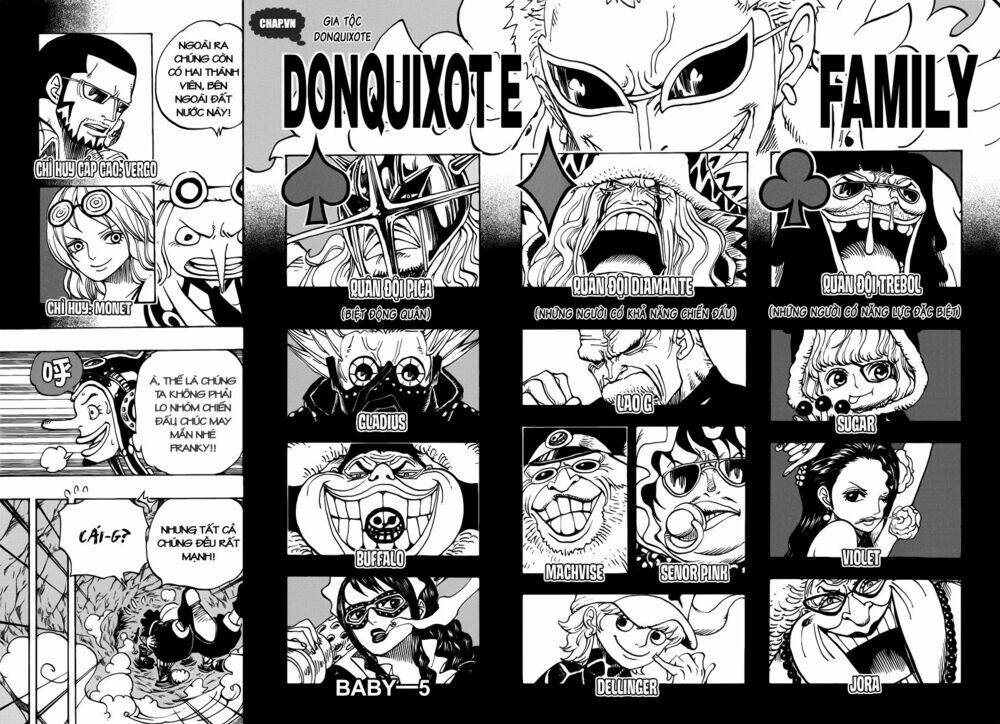 CHAP.VN
GIA TỘC
DONQUIXOTE
DONQUIXOTE FAMILY
NGOÀI RA
CHÚNG CÒN
CÓ HAI THÀNH
VIÊN, BÊN
NGOÀI ĐẤT
NƯỚC NÀY!
CHỈ HUY CẤP CAO: VERGO
CHỈ HUY: MONET
QUÂN ĐỘI PICA
(BIỆT ĐỘNG QUÂN)
QUÂN ĐỘI DIAMANTE
(NHỮNG NGƯỜI CÓ KHẢ NĂNG CHIẾN ĐẤU)
QUÂN ĐỘI TREBOL
(NHỮNG NGƯỜI CÓ NĂNG LỰC ĐẶC BIỆT)
GLADIUS
LAO G
SUGAR
BUFFALO
MACHVISE
SENOR PINK
VIOLET
BABY—5
DELLINGER
JORA
Á, THẾ LÀ CHÚNG
TA KHÔNG PHẢI
LO NHÓM CHIẾN
ĐẤU, CHÚC MAY
MẮN NHÉ
FRANKY!!
CÁI-G?
NHƯNG TẤT CẢ
CHÚNG ĐỀU RẤT
MẠNH!